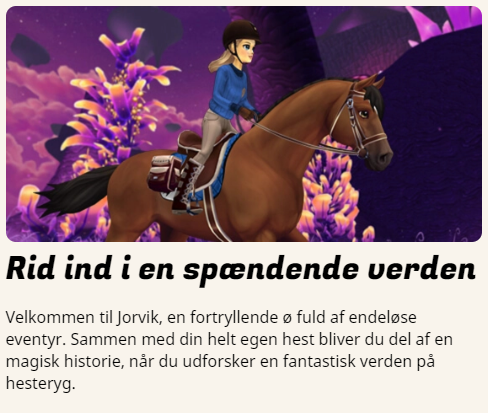 Rid ind i en spændende verden
Velkommen til Jorvik, en fortryllende ø fuld af endeløse
eventyr. Sammen med din helt egen hest bliver du del af en
magisk historie, når du udforsker en fantastisk verden på
hesteryg.